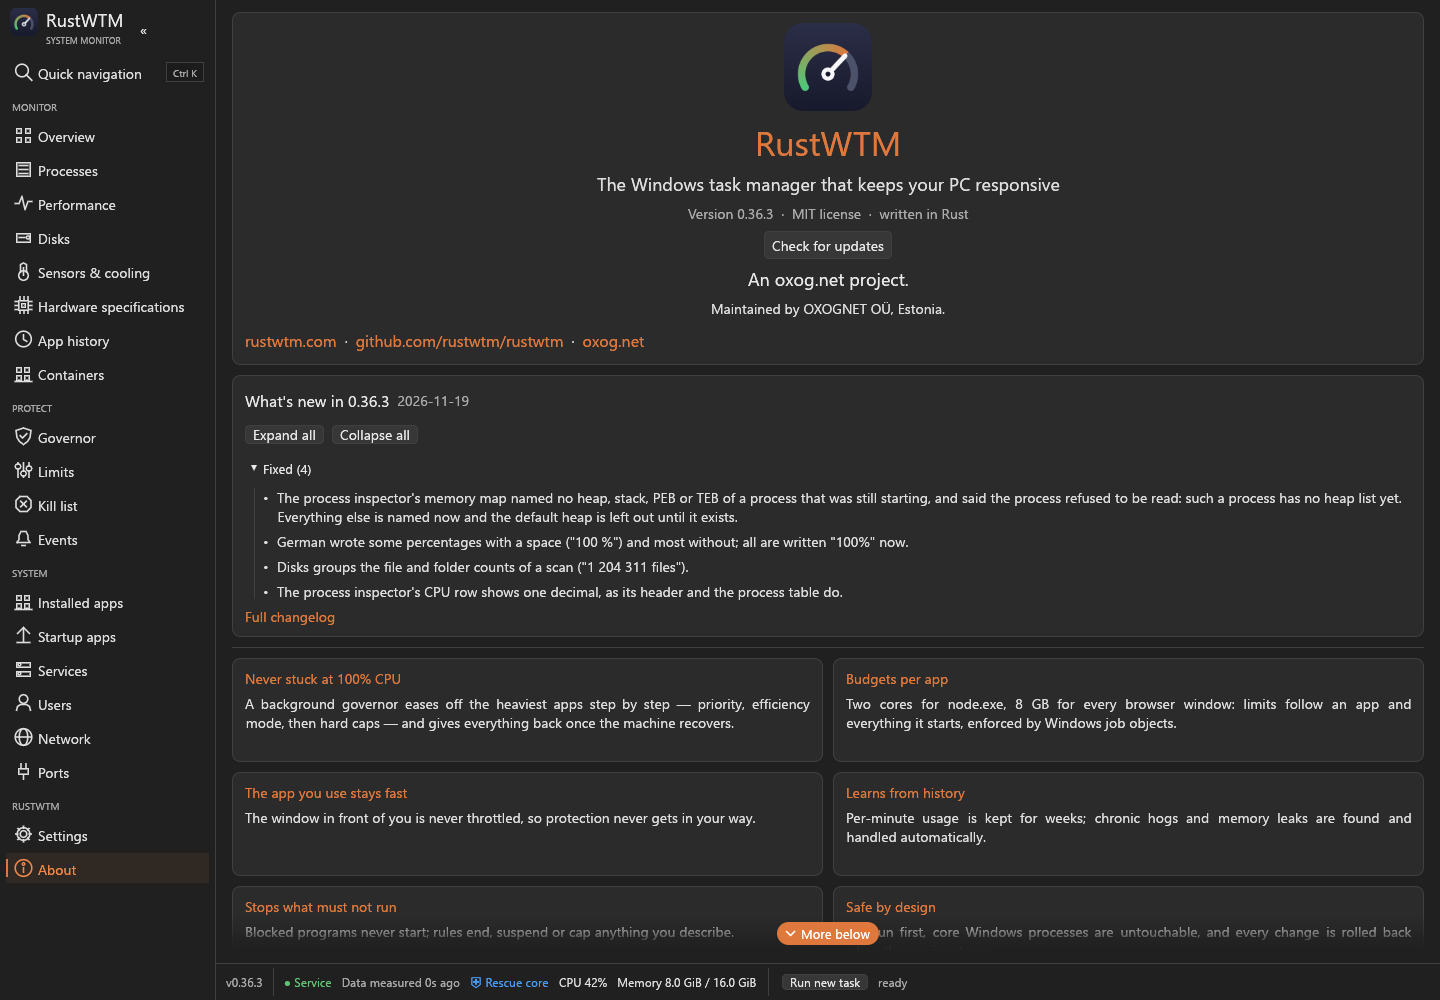 RustWTM
SYSTEM MONITOR
«
Quick navigation
Ctrl K
MONITOR
Overview
Processes
Performance
Disks
Sensors & cooling
Hardware specifications
App history
Containers
PROTECT
Governor
Limits
Kill list
Events
SYSTEM
Installed apps
Startup apps
Services
Users
Network
Ports
RUSTWTM
Settings
About
RustWTM
The Windows task manager that keeps your PC responsive
Version 0.36.3 · MIT license · written in Rust
Check for updates
An oxog.net project.
Maintained by OXOGNET OÜ, Estonia.
rustwtm.com · github.com/rustwtm/rustwtm · oxog.net
What's new in 0.36.3 2026-11-19
Expand all Collapse all
Fixed (4)
• The process inspector's memory map named no heap, stack, PEB or TEB of a process that was still starting, and said the process refused to be read: such a process has no heap list yet.
Everything else is named now and the default heap is left out until it exists.
• German wrote some percentages with a space ("100 %") and most without; all are written "100%" now.
• Disks groups the file and folder counts of a scan ("1 204 311 files").
• The process inspector's CPU row shows one decimal, as its header and the process table do.
Full changelog
Never stuck at 100% CPU
A background governor eases off the heaviest apps step by step — priority, efficiency
mode, then hard caps — and gives everything back once the machine recovers.
Budgets per app
Two cores for node.exe, 8 GB for every browser window: limits follow an app and
everything it starts, enforced by Windows job objects.
The app you use stays fast
The window in front of you is never throttled, so protection never gets in your way.
Learns from history
Per-minute usage is kept for weeks; chronic hogs and memory leaks are found and
handled automatically.
Stops what must not run
Blocked programs never start; rules end, suspend or cap anything you describe.
Safe by design
run first, core Windows processes are untouchable, and every change is rolled back
More below
v0.36.3
Service
Data measured 0s ago
Rescue core
CPU 42%
Memory 8.0 GiB / 16.0 GiB
Run new task
ready